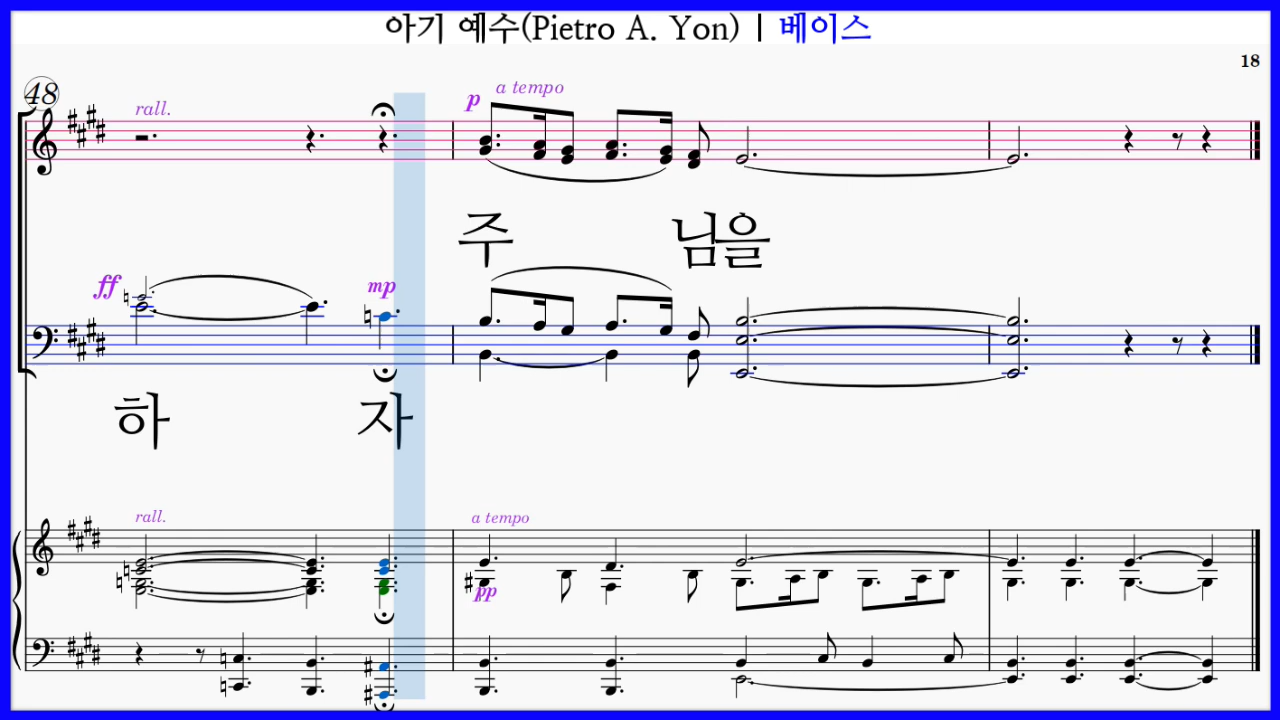 아기 예수(Pietro A. Yon) | 베이스
18
48
rall.
p a tempo
주 님을
ff mp
하 자
rall. a tempo
pp